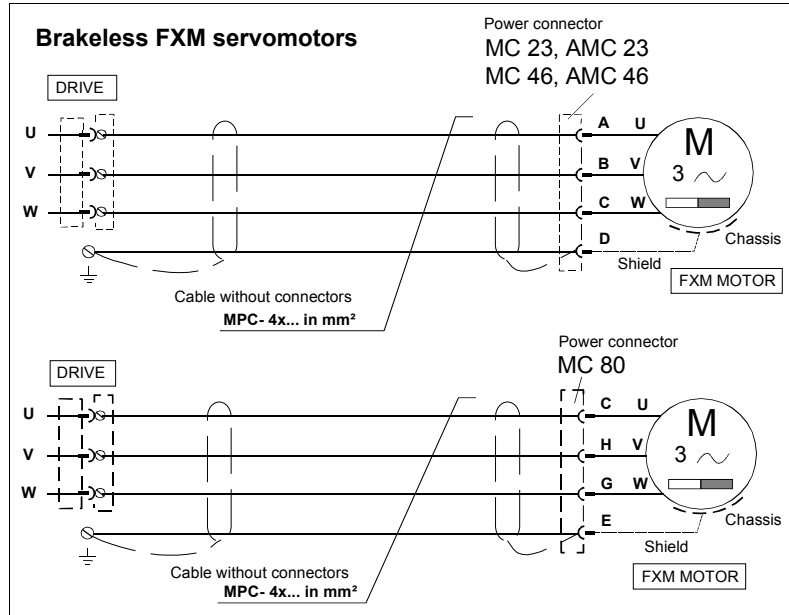 Brakeless FXM servomotors
Power connector
MC 23, AMC 23
MC 46, AMC 46
DRIVE
U
A U
M
V
B V
3
W
C W
D
Chassis
Shield
FXM MOTOR
Cable without connectors
MPC- 4x... in mm²
Power connector
MC 80
DRIVE
U
C U
M
V
H V
3
W
G W
E
Chassis
Shield
Cable without connectors
FXM MOTOR
MPC- 4x... in mm²